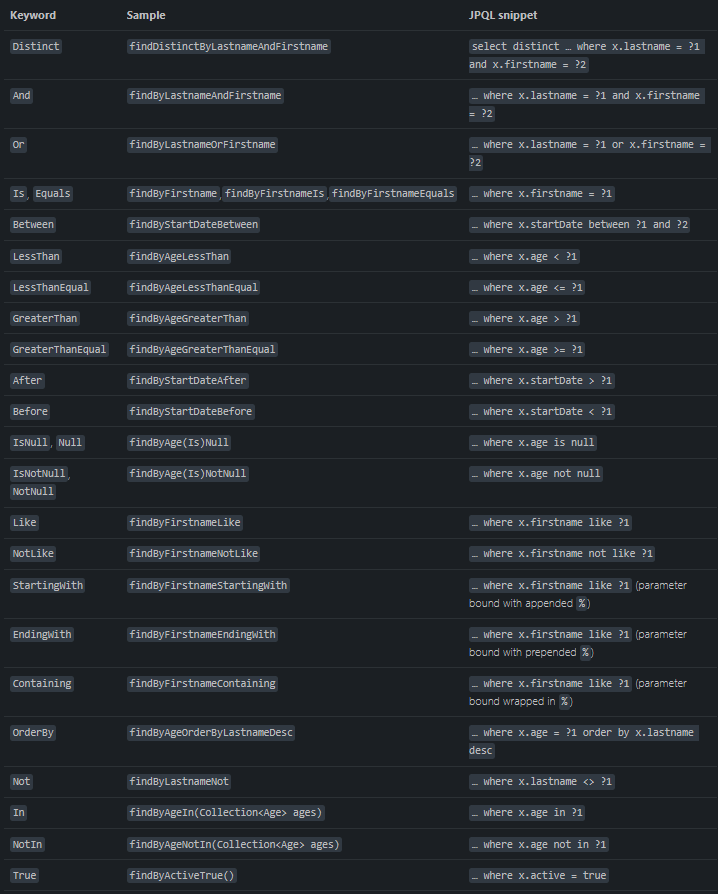 Keyword Sample JPQL snippet
Distinct findDistinctByLastnameAndFirstname select distinct … where x.lastname = ?1
and x.firstname = ?2
And findByLastnameAndFirstname … where x.lastname = ?1 and x.firstname
= ?2
Or findByLastnameOrFirstname … where x.lastname = ?1 or x.firstname =
?2
Is, Equals findByFirstname,findByFirstnameIs,findByFirstnameEquals … where x.firstname = ?1
Between findByStartDateBetween … where x.startDate between ?1 and ?2
LessThan findByAgeLessThan … where x.age < ?1
LessThanEqual findByAgeLessThanEqual … where x.age <= ?1
GreaterThan findByAgeGreaterThan … where x.age > ?1
GreaterThanEqual findByAgeGreaterThanEqual … where x.age >= ?1
After findByStartDateAfter … where x.startDate > ?1
Before findByStartDateBefore … where x.startDate < ?1
IsNull, Null findByAge(Is)Null … where x.age is null
IsNotNull, findByAge(Is)NotNull … where x.age not null
NotNull
Like findByFirstnameLike … where x.firstname like ?1
NotLike findByFirstnameNotLike … where x.firstname not like ?1
StartingWith findByFirstnameStartingWith … where x.firstname like ?1 (parameter
bound with appended %)
EndingWith findByFirstnameEndingWith … where x.firstname like ?1 (parameter
bound with prepended %)
Containing findByFirstnameContaining … where x.firstname like ?1 (parameter
bound wrapped in %)
OrderBy findByAgeOrderByLastnameDesc … where x.age = ?1 order by x.lastname
desc
Not findByLastnameNot … where x.lastname <> ?1
In findByAgeIn(Collection<Age> ages) … where x.age in ?1
NotIn findByAgeNotIn(Collection<Age> ages) … where x.age not in ?1
True findByActiveTrue() … where x.active = true